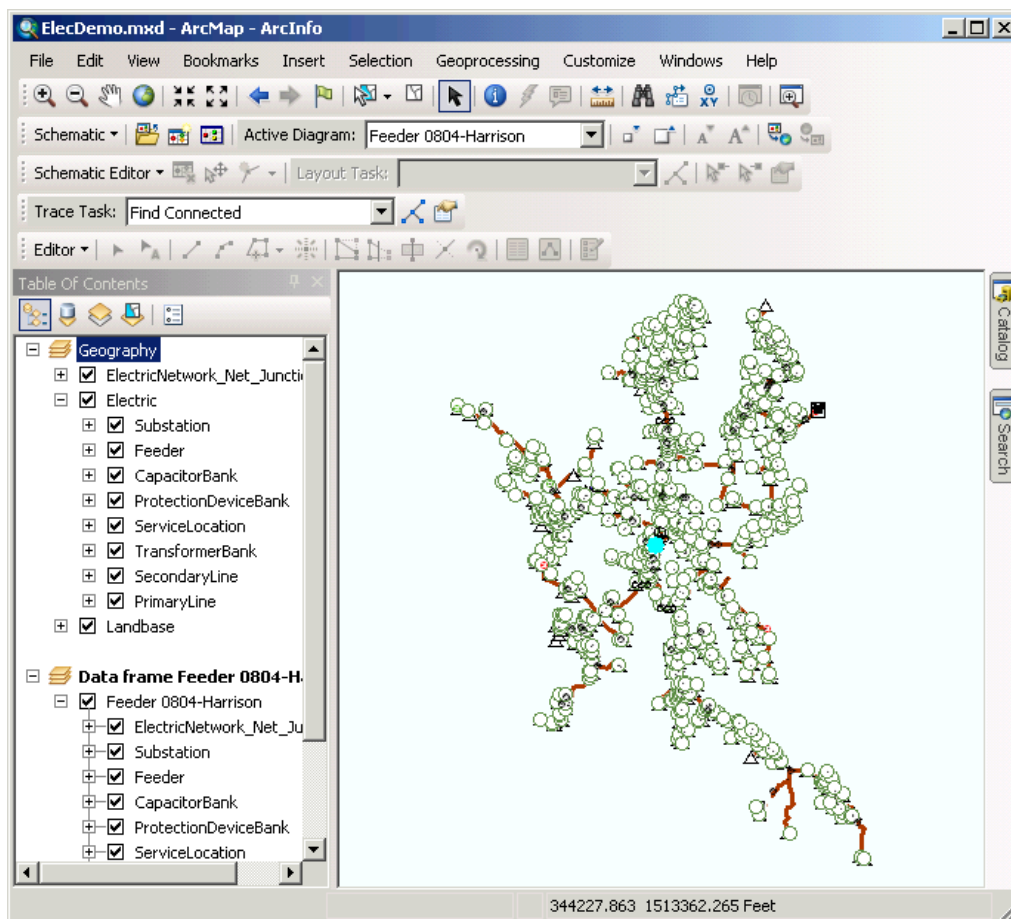 ElecDemo.mxd - ArcMap - ArcInfo
File Edit View Bookmarks Insert Selection Geoprocessing Customize Windows Help
XY
Schematic Active Diagram: Feeder 0804-Harrison A A
Schematic Editor Layout Task:
Trace Task: Find Connected
Editor
Table Of Contents
Geography
ElectricNetwork_Net_Juncti
Electric
Substation
Feeder
CapacitorBank
ProtectionDeviceBank
ServiceLocation
TransformerBank
SecondaryLine
PrimaryLine
Landbase
Data frame Feeder 0804-H
Feeder 0804-Harrison
ElectricNetwork_Net_Ju
Substation
Feeder
CapacitorBank
ProtectionDeviceBank
ServiceLocation
Catalog
Search
344227.863 1513362.265 Feet